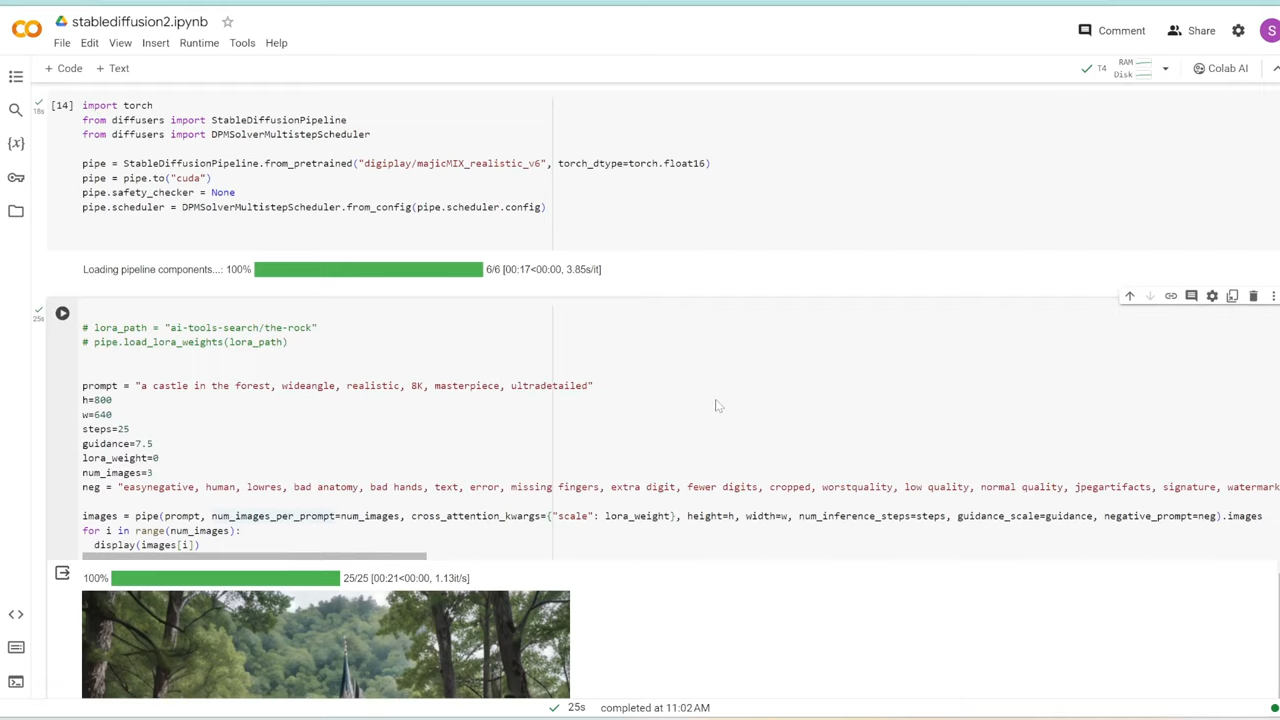 stablediffusion2.ipynb
File Edit View Insert Runtime Tools Help
Comment
Share
S
+ Code + Text
T4
RAM
Disk
Colab AI
[14]
18s
import torch
from diffusers import StableDiffusionPipeline
from diffusers import DPMSolverMultistepScheduler
pipe = StableDiffusionPipeline.from_pretrained("digiplay/majicMIX_realistic_v6", torch_dtype=torch.float16)
pipe = pipe.to("cuda")
pipe.safety_checker = None
pipe.scheduler = DPMSolverMultistepScheduler.from_config(pipe.scheduler.config)
Loading pipeline components...: 100% 6/6 [00:17<00:00, 3.85s/it]
25s
# lora_path = "ai-tools-search/the-rock"
# pipe.load_lora_weights(lora_path)
prompt = "a castle in the forest, wideangle, realistic, 8K, masterpiece, ultradetailed"
h=800
w=640
steps=25
guidance=7.5
lora_weight=0
num_images=3
neg = "easynegative, human, lowres, bad anatomy, bad hands, text, error, missing fingers, extra digit, fewer digits, cropped, worstquality, low quality, normal quality, jpegartifacts, signature, watermark
images = pipe(prompt, num_images_per_prompt=num_images, cross_attention_kwargs={"scale": lora_weight}, height=h, width=w, num_inference_steps=steps, guidance_scale=guidance, negative_prompt=neg).images
for i in range(num_images):
display(images[i])
100% 25/25 [00:21<00:00, 1.13it/s]
25s completed at 11:02 AM